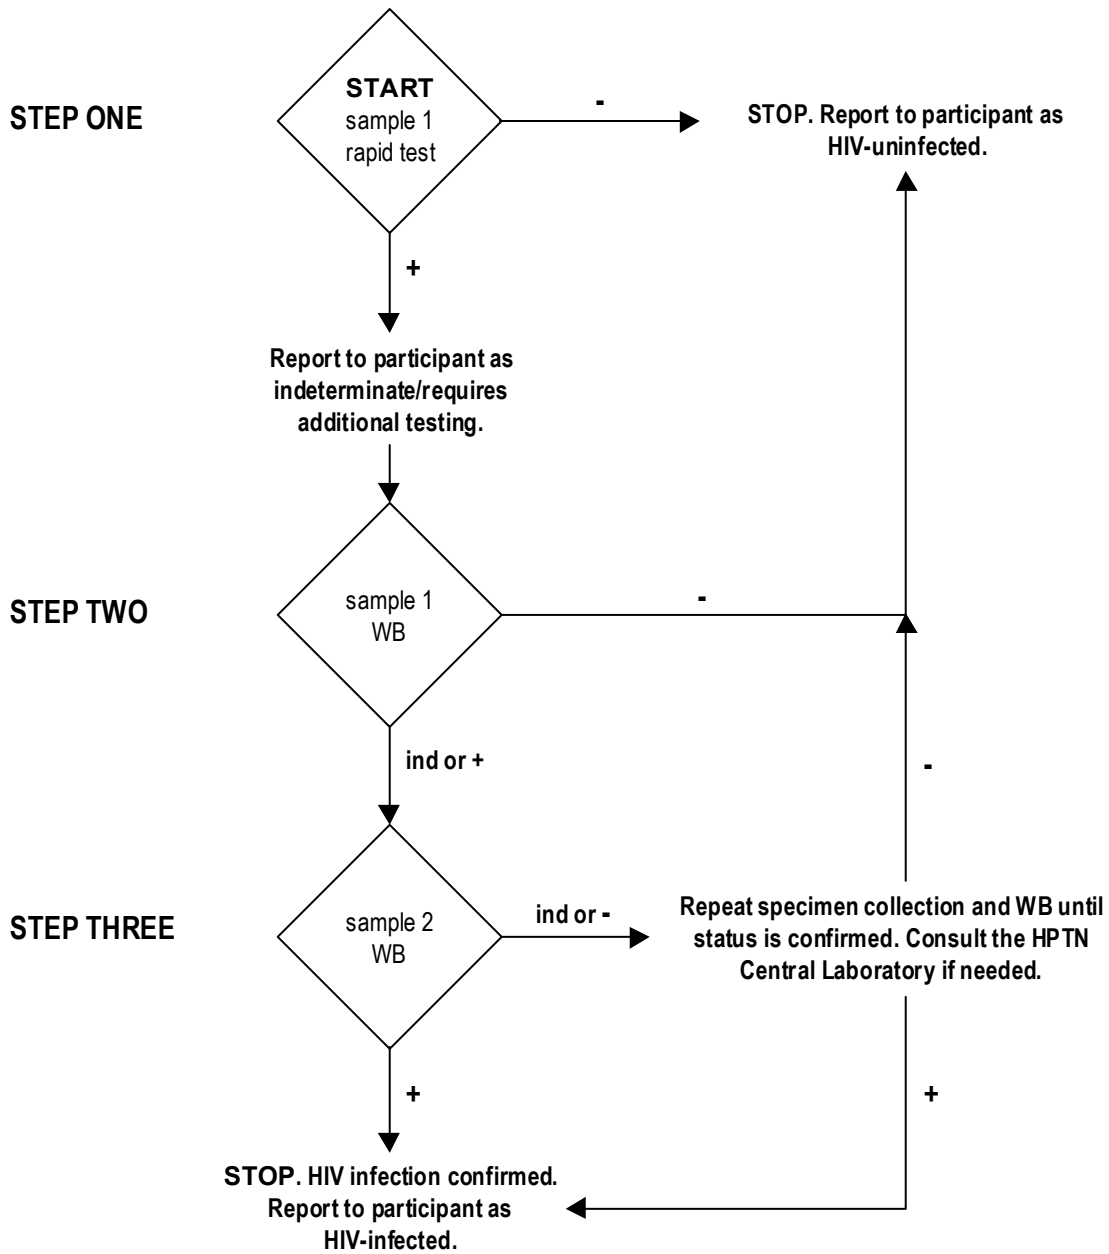 STEP ONE
START
sample 1
rapid test
-
STOP. Report to participant as
HIV-uninfected.
+
Report to participant as
indeterminate/requires
additional testing.
STEP TWO
sample 1
WB
-
ind or +
-
STEP THREE
sample 2
WB
ind or -
Repeat specimen collection and WB until
status is confirmed. Consult the HPTN
Central Laboratory if needed.
+
+
STOP. HIV infection confirmed.
Report to participant as
HIV-infected.